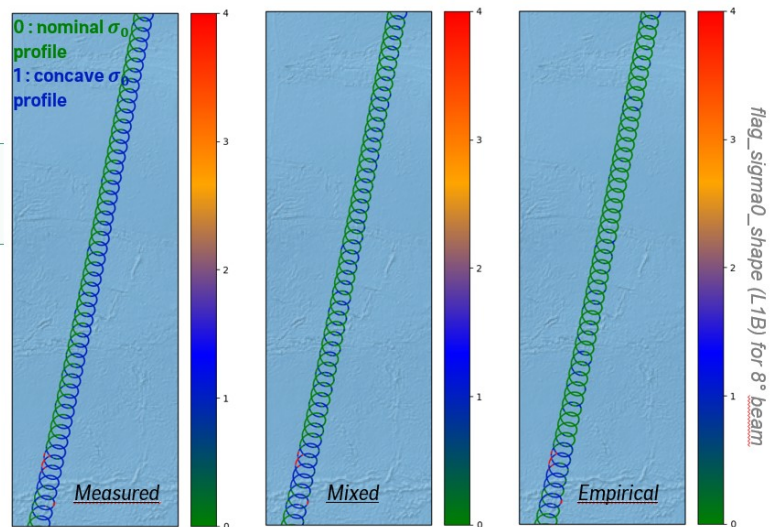 0 : nominal σ₀
profile
1 : concave σ₀
profile
Measured
4
3
2
1
0
Mixed
4
3
2
1
0
Empirical
4
3
2
1
0
flag_sigma0_shape (L1B) for 8° beam